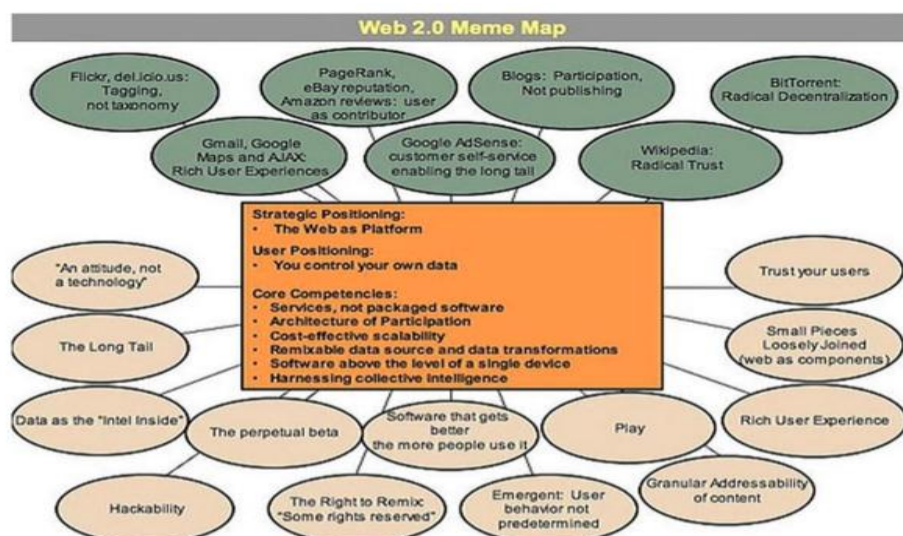 Web 2.0 Meme Map
Flickr, del.icio.us:
Tagging,
not taxonomy
PageRank,
eBay reputation,
Amazon reviews: user
as contributor
Blogs: Participation,
Not publishing
BitTorrent:
Radical Decentralization
Gmail, Google
Maps and AJAX:
Rich User Experiences
Google AdSense:
customer self-service
enabling the long tail
Wikipedia:
Radical Trust
Strategic Positioning:
• The Web as Platform
User Positioning:
• You control your own data
Core Competencies:
• Services, not packaged software
• Architecture of Participation
• Cost-effective scalability
• Remixable data source and data transformations
• Software above the level of a single device
• Harnessing collective intelligence
"An attitude, not
a technology"
Trust your users
The Long Tail
Small Pieces
Loosely Joined
(web as components)
Data as the "Intel Inside"
The perpetual beta
Software that gets
better
the more people use it
Play
Rich User Experience
Hackability
The Right to Remix:
"Some rights reserved"
Emergent: User
behavior not
predetermined
Granular Addressability
of content